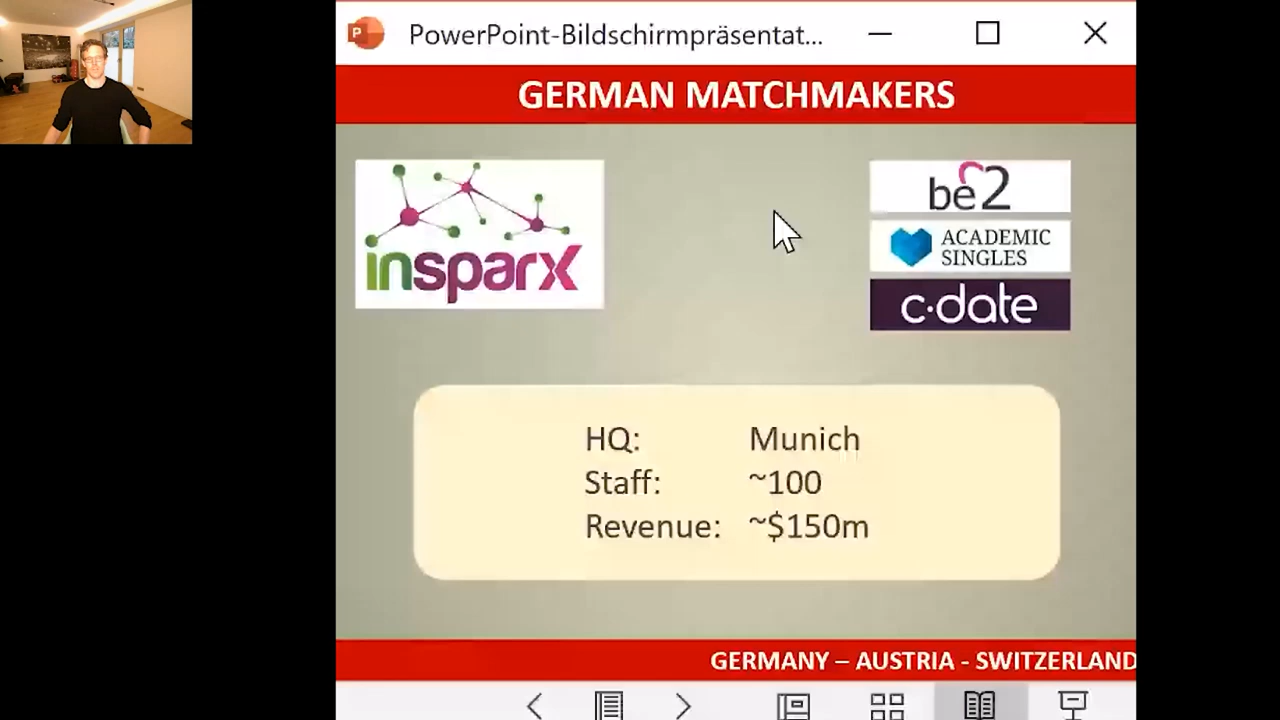 PowerPoint-Bildschirmpräsentat...
GERMAN MATCHMAKERS
insparx
be2
ACADEMIC
SINGLES
c·date
HQ: Munich
Staff: ~100
Revenue: ~$150m
GERMANY – AUSTRIA - SWITZERLAND